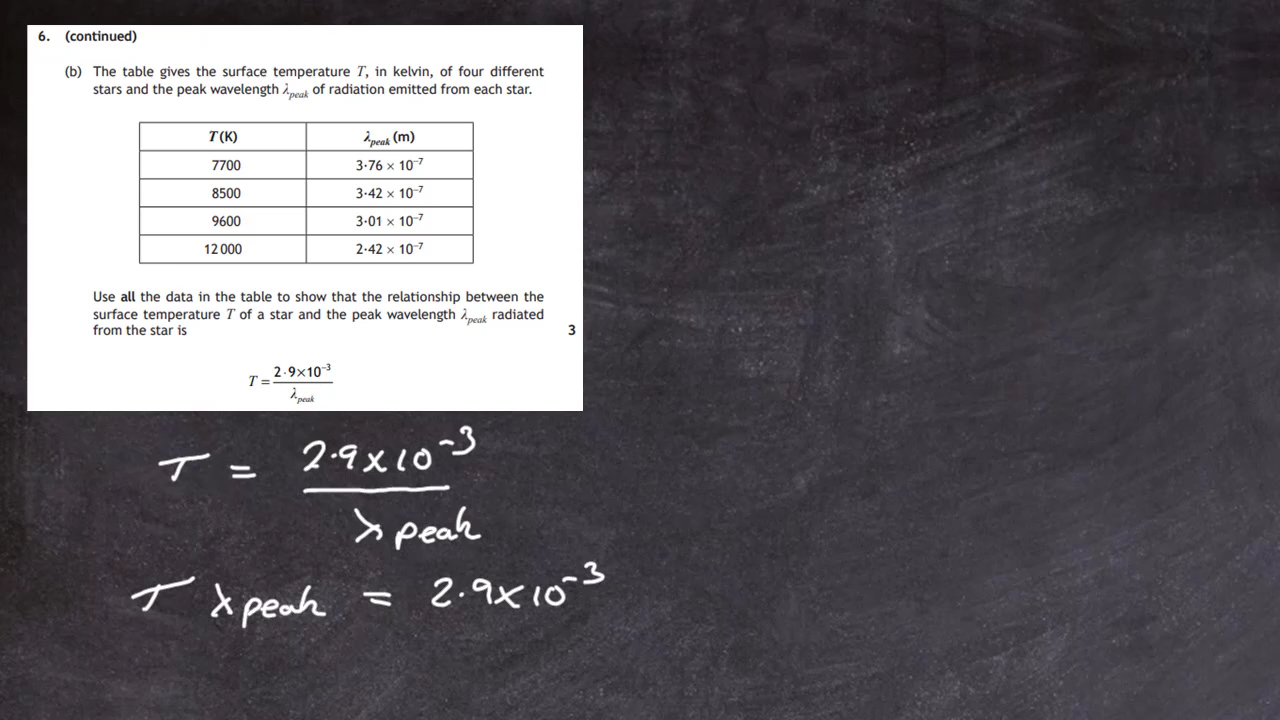 6. (continued)
(b) The table gives the surface temperature T, in kelvin, of four different
stars and the peak wavelength λpeak of radiation emitted from each star.
T (K) λpeak (m)
7700 3·76 × 10⁻⁷
8500 3·42 × 10⁻⁷
9600 3·01 × 10⁻⁷
12 000 2·42 × 10⁻⁷
Use all the data in the table to show that the relationship between the
surface temperature T of a star and the peak wavelength λpeak radiated
from the star is 3
T = 2·9×10⁻³ / λpeak
T = 2.9×10⁻³ / λpeak
T λpeak = 2.9×10⁻³